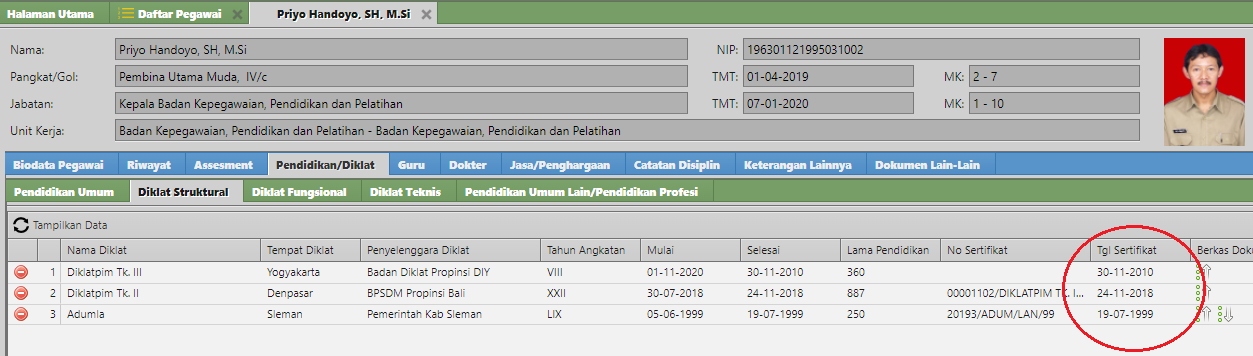 Halaman Utama Daftar Pegawai Priyo Handoyo, SH, M.Si
Nama: Priyo Handoyo, SH, M.Si NIP: 196301121995031002
Pangkat/Gol: Pembina Utama Muda, IV/c TMT: 01-04-2019 MK: 2 - 7
Jabatan: Kepala Badan Kepegawaian, Pendidikan dan Pelatihan TMT: 07-01-2020 MK: 1 - 10
Unit Kerja: Badan Kepegawaian, Pendidikan dan Pelatihan - Badan Kepegawaian, Pendidikan dan Pelatihan
Biodata Pegawai Riwayat Assesment Pendidikan/Diklat Guru Dokter Jasa/Penghargaan Catatan Disiplin Keterangan Lainnya Dokumen Lain-Lain
Pendidikan Umum Diklat Struktural Diklat Fungsional Diklat Teknis Pendidikan Umum Lain/Pendidikan Profesi
Tampilkan Data
Nama Diklat Tempat Diklat Penyelenggara Diklat Tahun Angkatan Mulai Selesai Lama Pendidikan No Sertifikat Tgl Sertifikat Berkas Doku
1 Diklatpim Tk. III Yogyakarta Badan Diklat Propinsi DIY VIII 01-11-2020 30-11-2010 360 30-11-2010
2 Diklatpim Tk. II Denpasar BPSDM Propinsi Bali XXII 30-07-2018 24-11-2018 887 00001102/DIKLATPIM TK. I... 24-11-2018
3 Adumla Sleman Pemerintah Kab Sleman LIX 05-06-1999 19-07-1999 250 20193/ADUM/LAN/99 19-07-1999